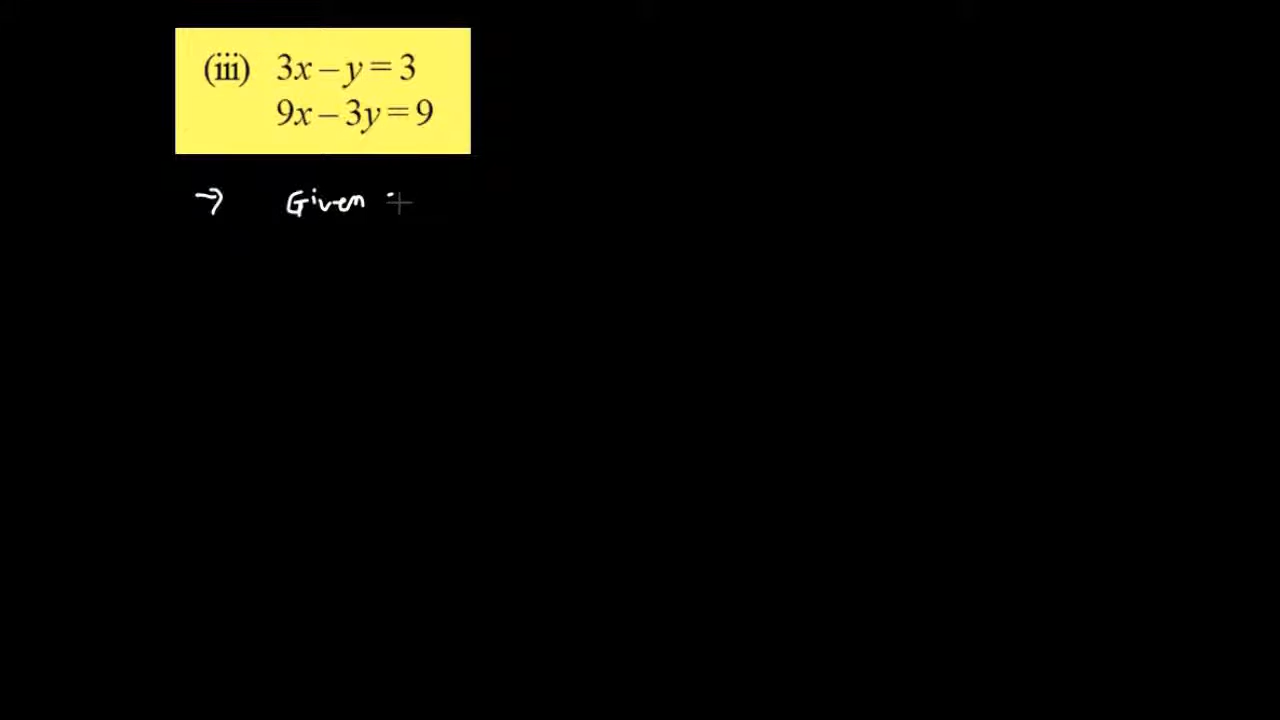 (iii) 3x – y = 3
9x – 3y = 9
→ Given :